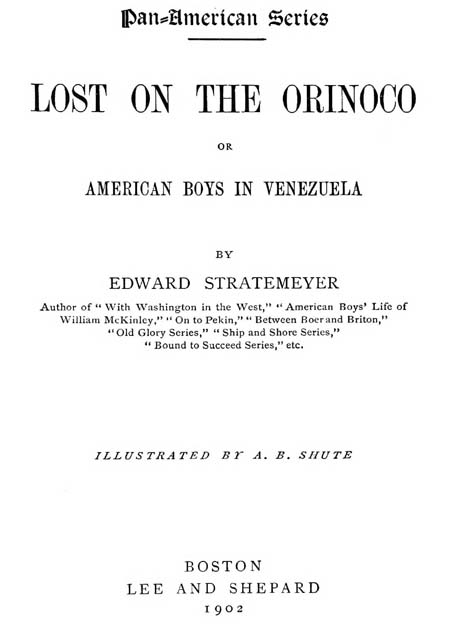 Pan-American Series
LOST ON THE ORINOCO
OR
AMERICAN BOYS IN VENEZUELA
BY
EDWARD STRATEMEYER
Author of “ With Washington in the West,” “ American Boys’ Life of
William McKinley,” “ On to Pekin,” “ Between Boer and Briton,”
“Old Glory Series,” “ Ship and Shore Series,”
“ Bound to Succeed Series,” etc.
ILLUSTRATED BY A. B. SHUTE
BOSTON
LEE AND SHEPARD
1902